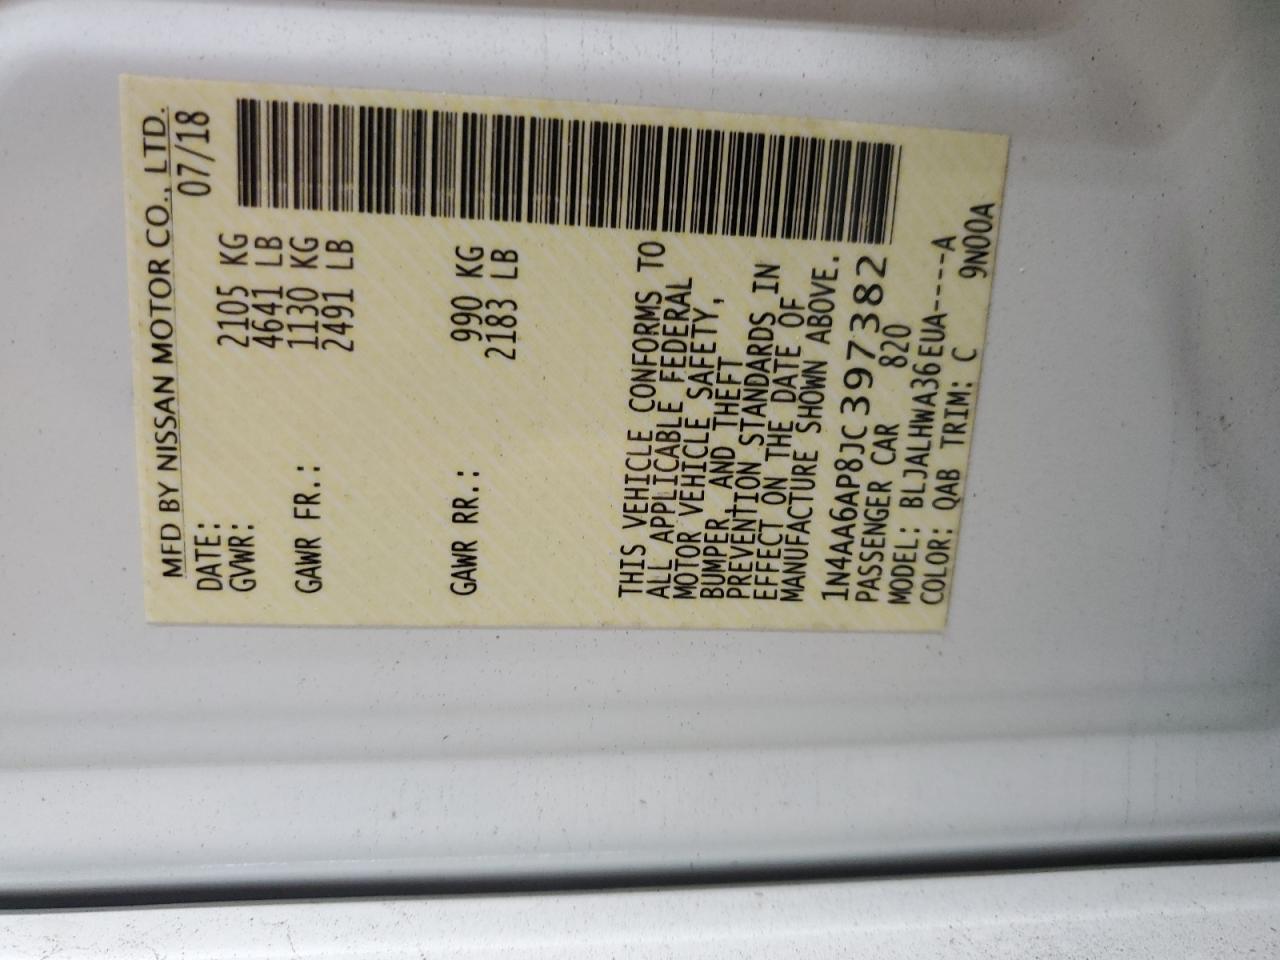 MFD BY NISSAN MOTOR CO., LTD.
DATE: 07/18
GVWR: 2105 KG
4641 LB
GAWR FR.: 1130 KG
2491 LB
GAWR RR.: 990 KG
2183 LB
THIS VEHICLE CONFORMS TO
ALL APPLICABLE FEDERAL
MOTOR VEHICLE SAFETY,
BUMPER, AND THEFT
PREVENTION STANDARDS IN
EFFECT ON THE DATE OF
MANUFACTURE SHOWN ABOVE.
1N4AA6AP8JC397382
PASSENGER CAR 820
MODEL: BLJALHWA36EUA----A
COLOR: QAB TRIM: C 9N00A